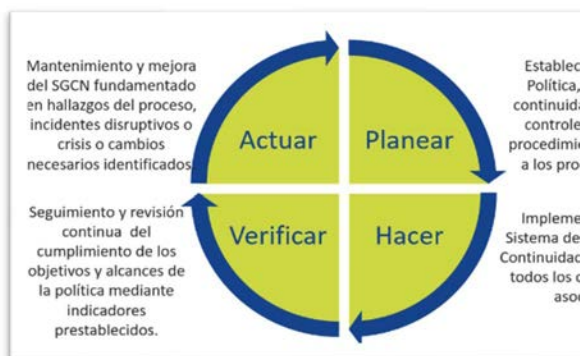 Mantenimiento y mejora
del SGCN fundamentado
en hallazgos del proceso,
incidentes disruptivos o
crisis o cambios
necesarios identificados
Actuar
Planear
Establec
Política,
continuida
controle
procedimie
a los pro
Seguimiento y revisión
continua del
cumplimiento de los
objetivos y alcances de
la política mediante
indicadores
prestablecidos.
Verificar
Hacer
Impleme
Sistema de
Continuidad
todos los c
aso